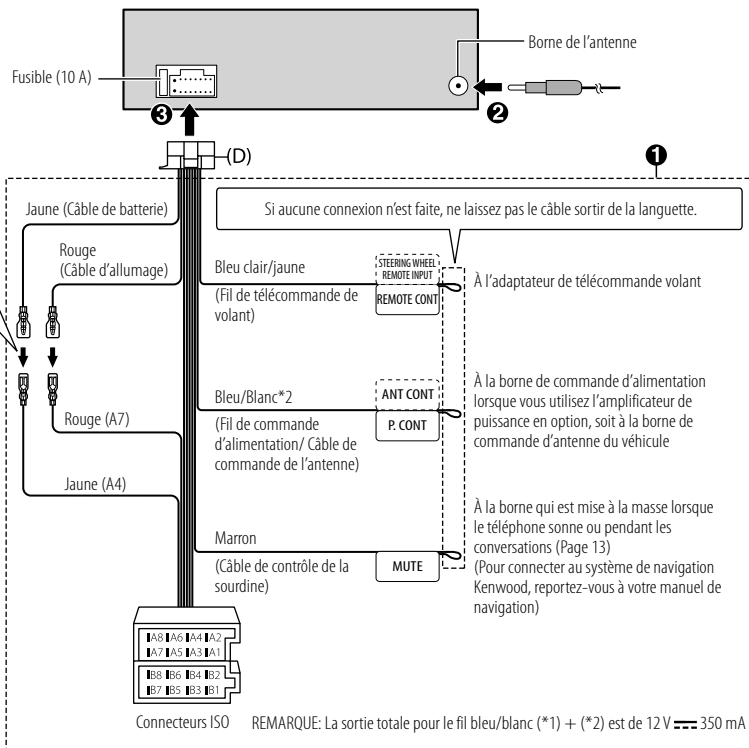 Borne de l'antenne
Fusible (10 A)
❸
❷
(D)
❶
Jaune (Câble de batterie)
Si aucune connexion n'est faite, ne laissez pas le câble sortir de la languette.
Rouge
(Câble d'allumage)
Bleu clair/jaune
(Fil de télécommande de
volant)
STEERING WHEEL
REMOTE INPUT
REMOTE CONT
À l'adaptateur de télécommande volant
Bleu/Blanc*2
(Fil de commande
d'alimentation/ Câble de
commande de l'antenne)
ANT CONT
P. CONT
À la borne de commande d'alimentation
lorsque vous utilisez l'amplificateur de
puissance en option, soit à la borne de
commande d'antenne du véhicule
Rouge (A7)
Jaune (A4)
Marron
(Câble de contrôle de la
sourdine)
MUTE
À la borne qui est mise à la masse lorsque
le téléphone sonne ou pendant les
conversations (Page 13)
(Pour connecter au système de navigation
Kenwood, reportez-vous à votre manuel de
navigation)
A8 A6 A4 A2
A7 A5 A3 A1
B8 B6 B4 B2
B7 B5 B3 B1
Connecteurs ISO
REMARQUE: La sortie totale pour le fil bleu/blanc (*1) + (*2) est de 12 V ⎓ 350 mA